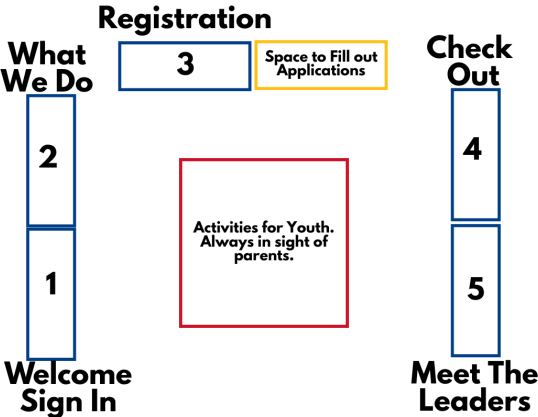 Registration
What
We Do
3
Space to Fill out
Applications
Check
Out
2
4
Activities for Youth.
Always in sight of
parents.
1
5
Welcome
Sign In
Meet The
Leaders